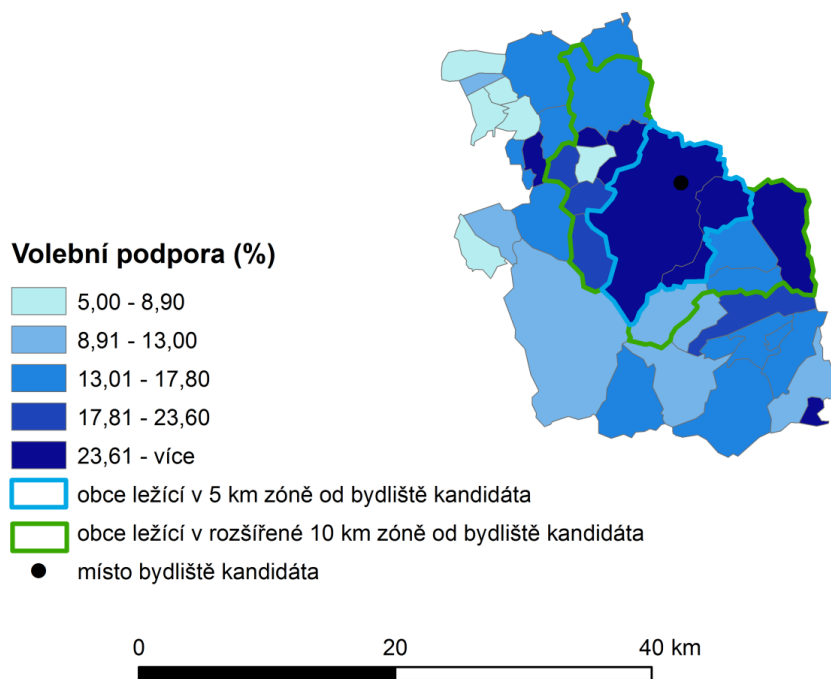 Volební podpora (%)
5,00 - 8,90
8,91 - 13,00
13,01 - 17,80
17,81 - 23,60
23,61 - více
obce ležící v 5 km zóně od bydliště kandidáta
obce ležící v rozšířené 10 km zóně od bydliště kandidáta
místo bydliště kandidáta
0 20 40 km